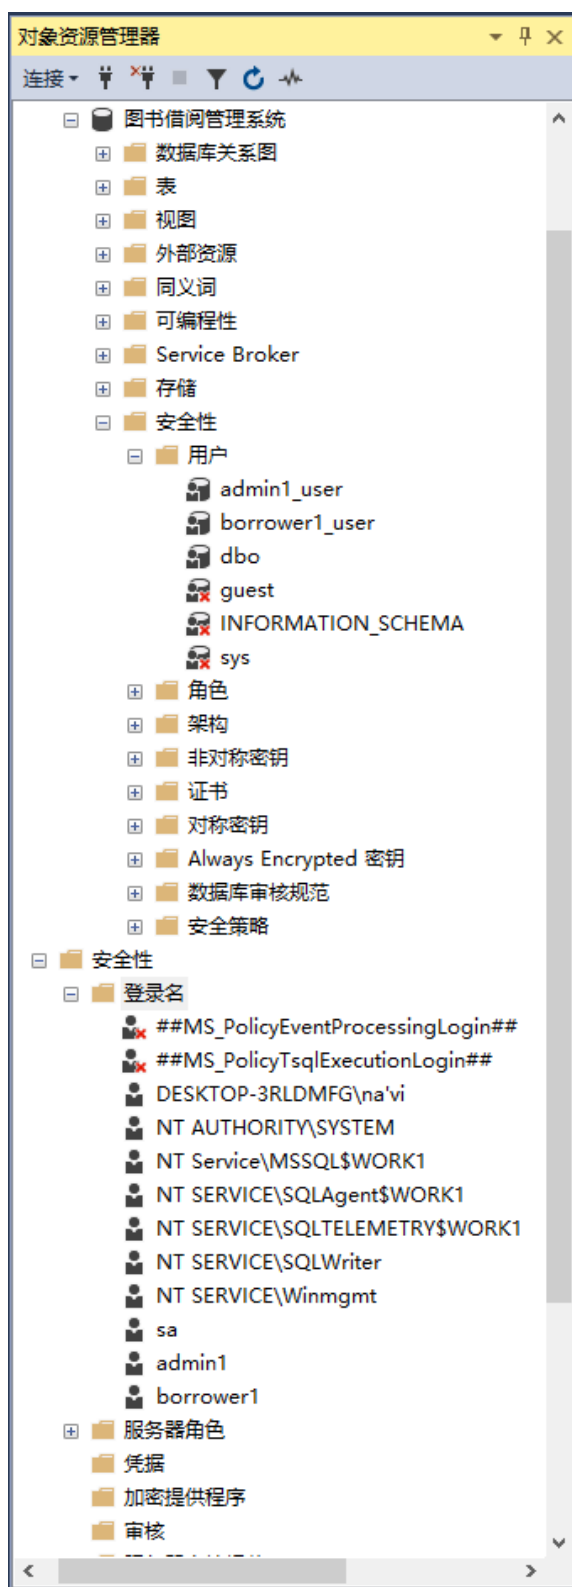 对象资源管理器
连接
图书借阅管理系统
数据库关系图
表
视图
外部资源
同义词
可编程性
Service Broker
存储
安全性
用户
admin1_user
borrower1_user
dbo
guest
INFORMATION_SCHEMA
sys
角色
架构
非对称密钥
证书
对称密钥
Always Encrypted 密钥
数据库审核规范
安全策略
安全性
登录名
##MS_PolicyEventProcessingLogin##
##MS_PolicyTsqlExecutionLogin##
DESKTOP-3RLDMFG\na'vi
NT AUTHORITY\SYSTEM
NT Service\MSSQL$WORK1
NT SERVICE\SQLAgent$WORK1
NT SERVICE\SQLTELEMETRY$WORK1
NT SERVICE\SQLWriter
NT SERVICE\Winmgmt
sa
admin1
borrower1
服务器角色
凭据
加密提供程序
审核